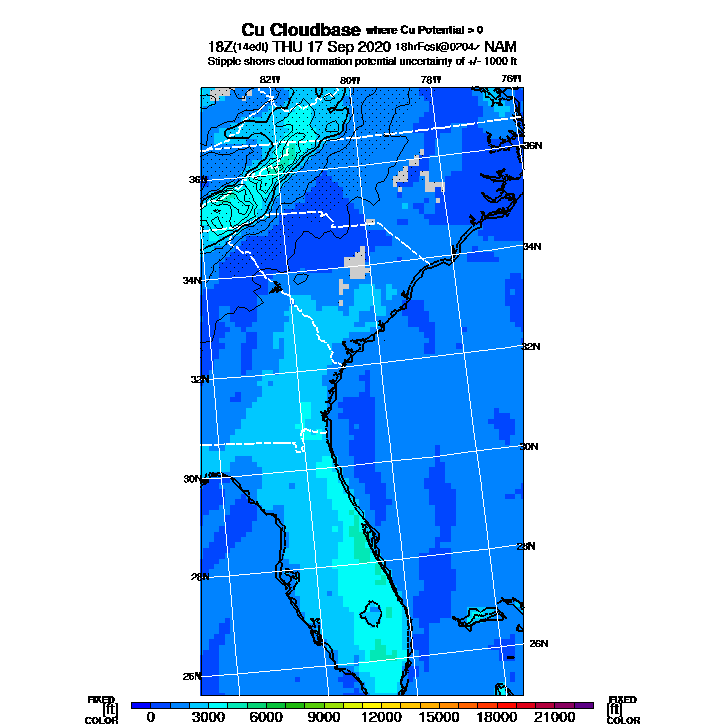 Cu Cloudbase where Cu Potential > 0
18Z(14edt) THU 17 Sep 2020 18hrFcst@0204z NAM
Stipple shows cloud formation potential uncertainty of +/- 1000 ft
82W 80W 78W 76W
36N
36N
34N
34N
32N
32N
30N
30N
28N
28N
26N
26N
FIXED FIXED
[ft] [ft]
COLOR COLOR
0 3000 6000 9000 12000 15000 18000 21000